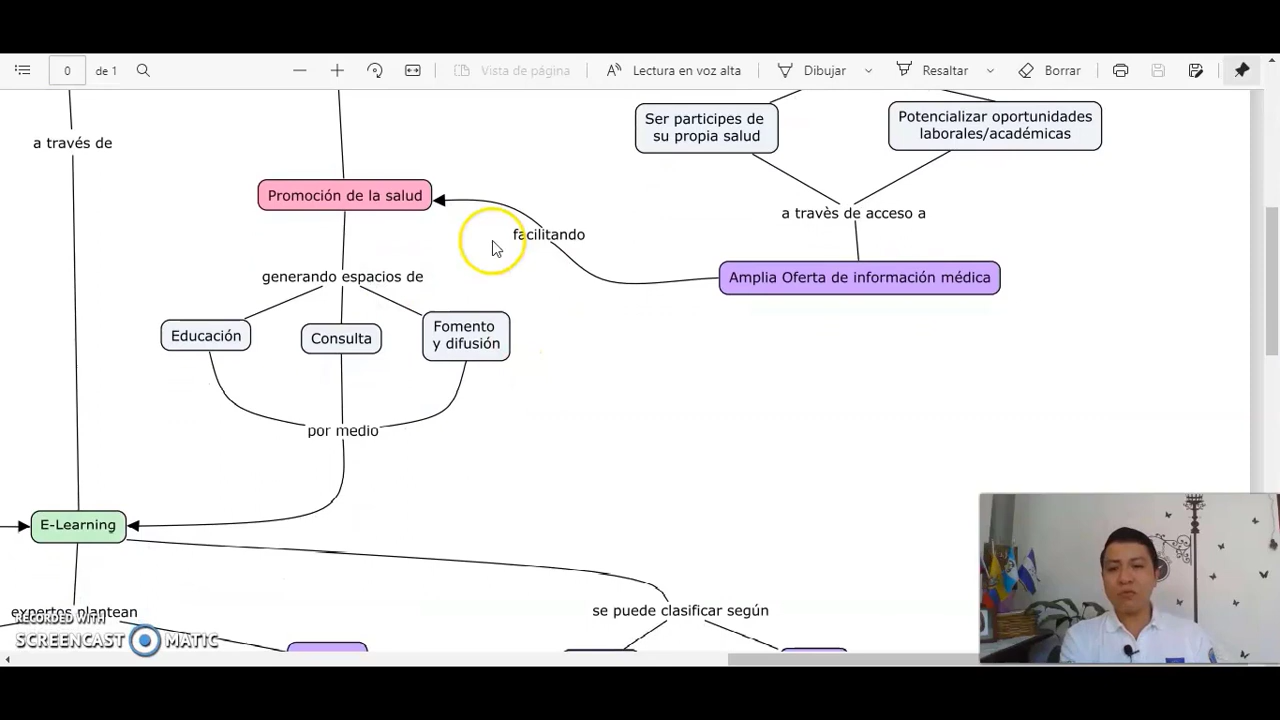 0 de 1 Vista de página Lectura en voz alta Dibujar Resaltar Borrar
a través de
Ser participes de
su propia salud
Potencializar oportunidades
laborales/académicas
Promoción de la salud
a travès de acceso a
facilitando
generando espacios de
Amplia Oferta de información médica
Educación
Consulta
Fomento
y difusión
por medio
E-Learning
expertos plantean
se puede clasificar según
RECORDED WITH
SCREENCAST MATIC